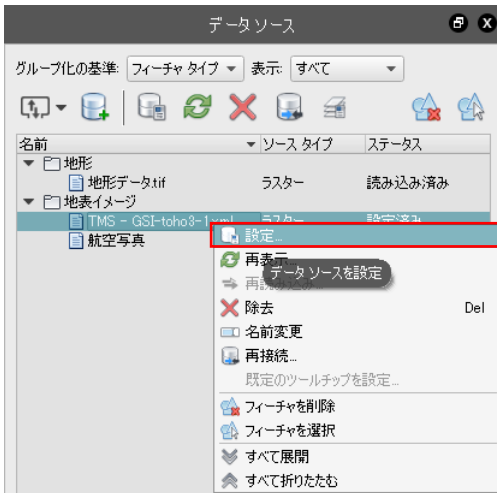 データ ソース
グループ化の基準: フィーチャ タイプ 表示: すべて
名前 ソース タイプ ステータス
地形
地形データ.tif ラスター 読み込み済み
地表イメージ
TMS - GSI-toho3-1.xml ラスター 設定済み
航空写真
設定...
再表示...
データ ソースを設定
除去 Del
名前変更
再接続...
既定のツールチップを設定...
フィーチャを削除
フィーチャを選択
すべて展開
すべて折りたたむ